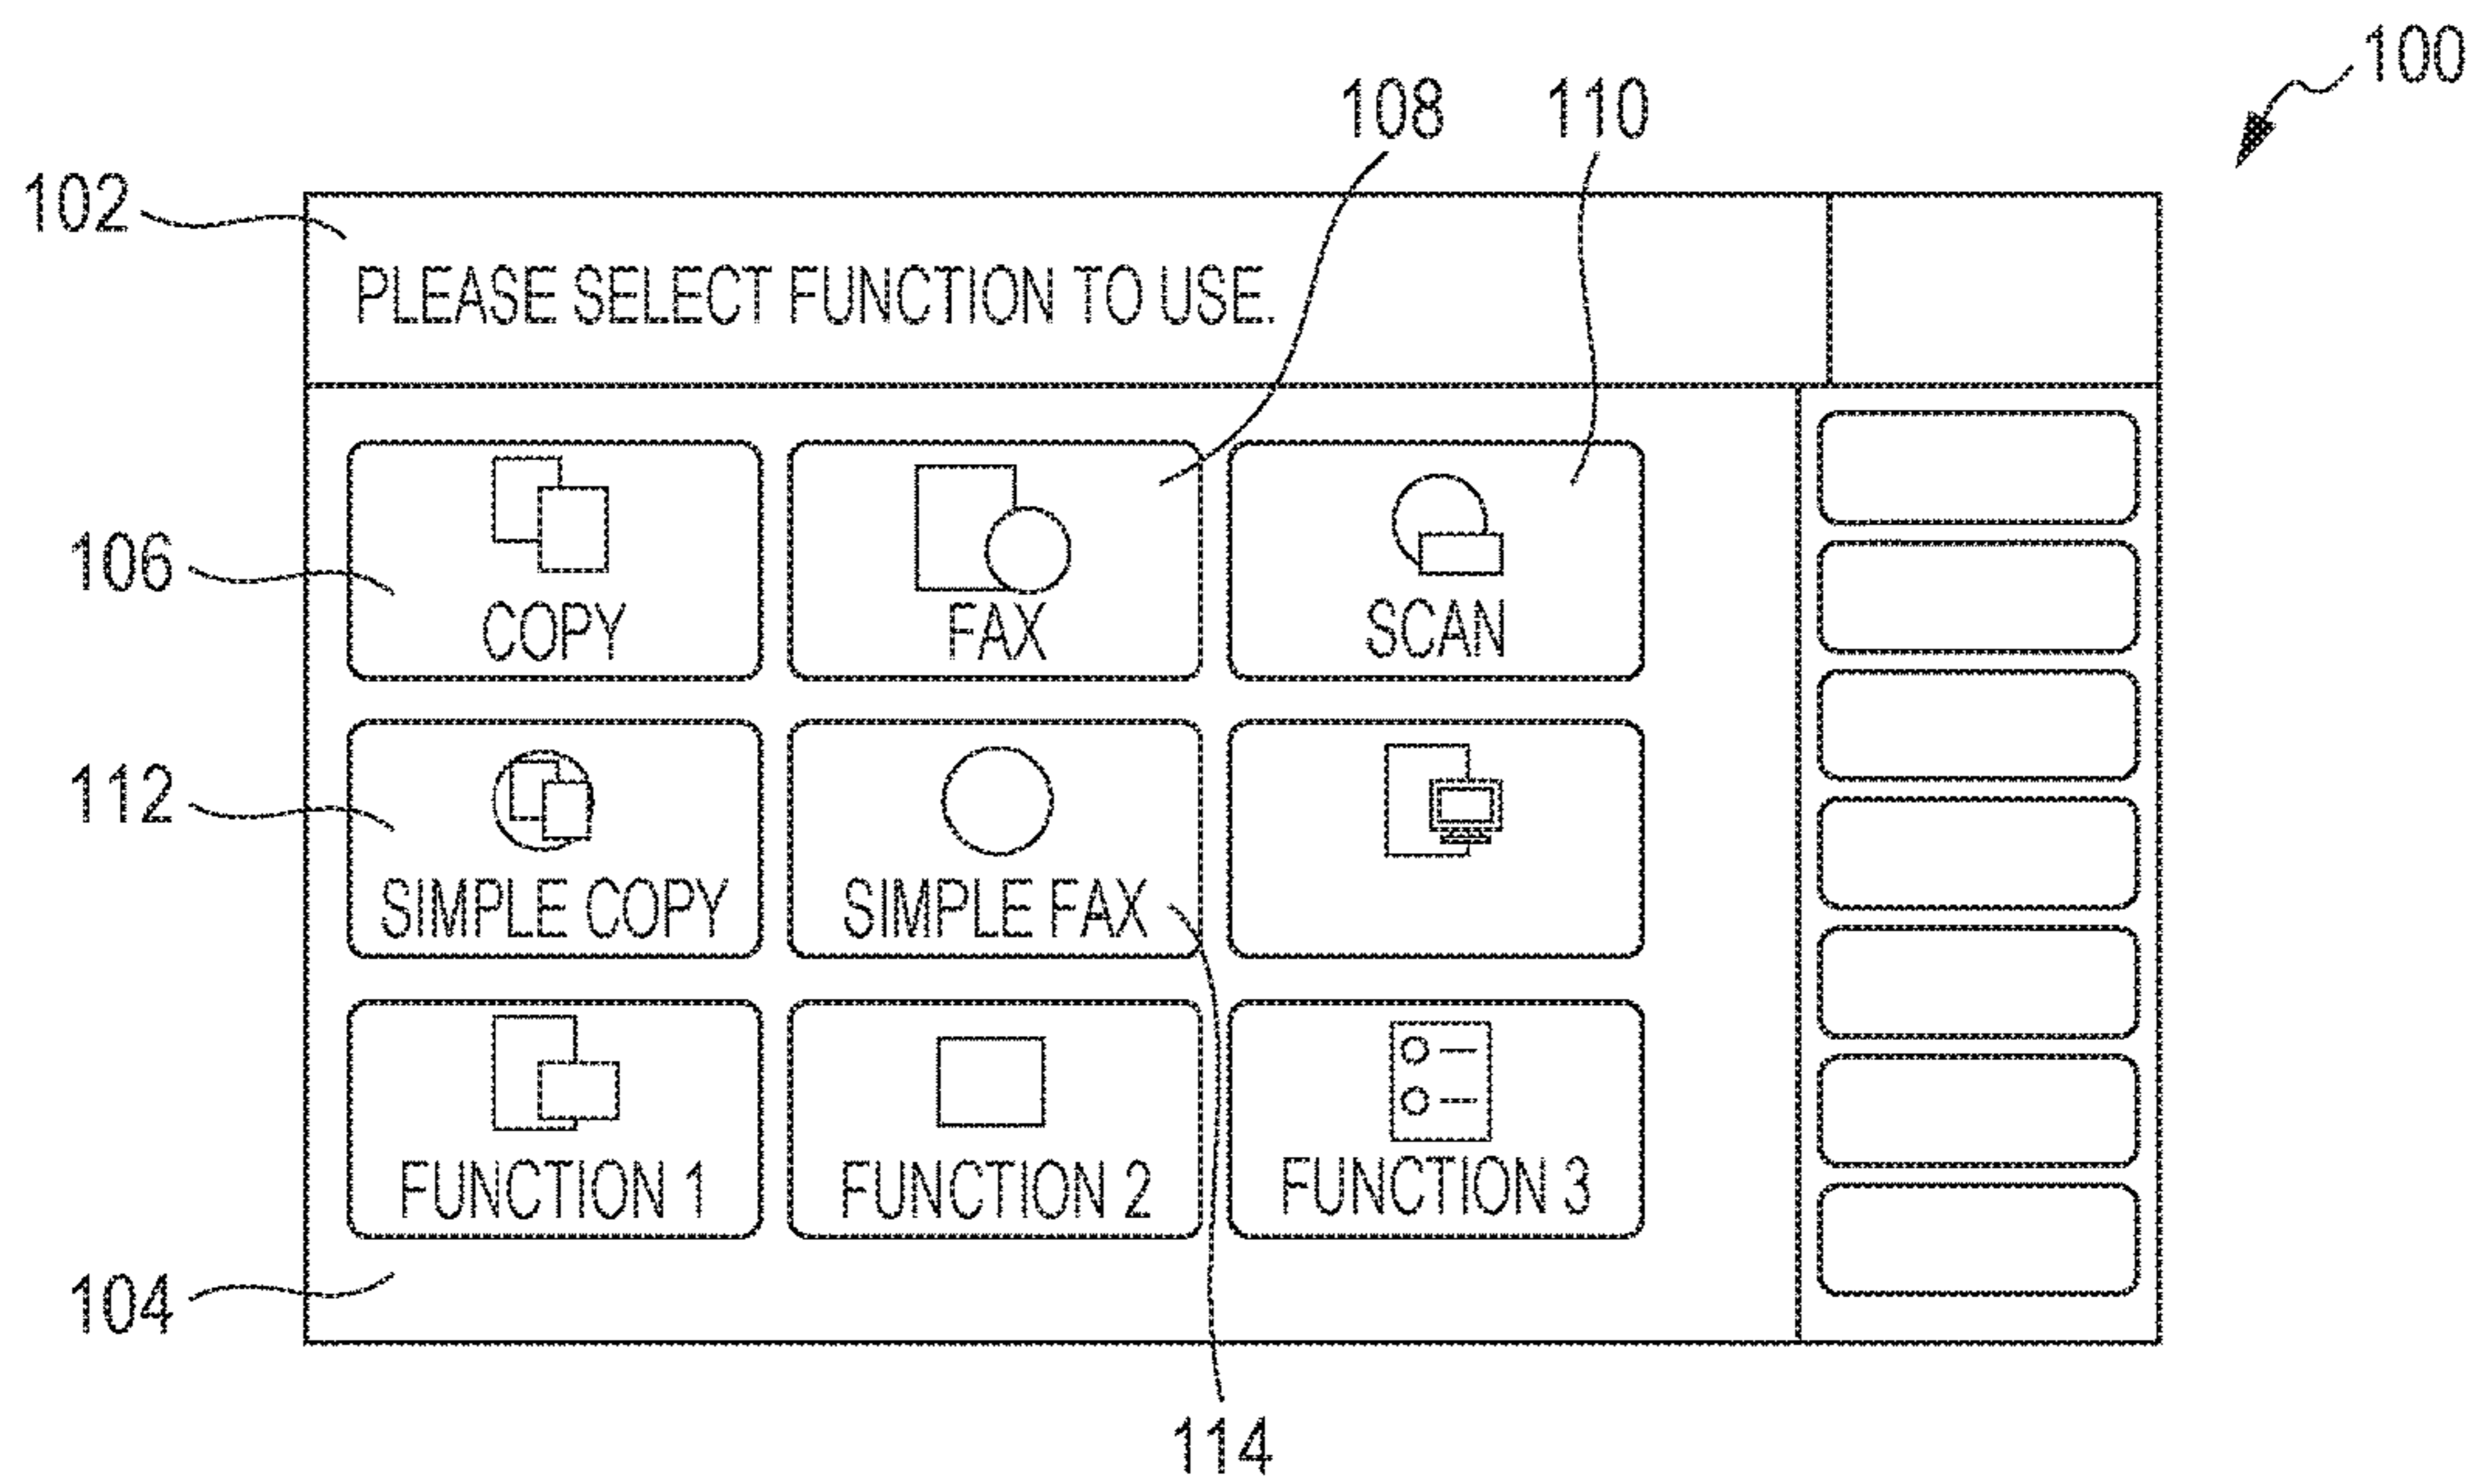 100
108 110
102
PLEASE SELECT FUNCTION TO USE.
106
COPY FAX SCAN
112
SIMPLE COPY SIMPLE FAX
FUNCTION 1 FUNCTION 2 FUNCTION 3
104
114